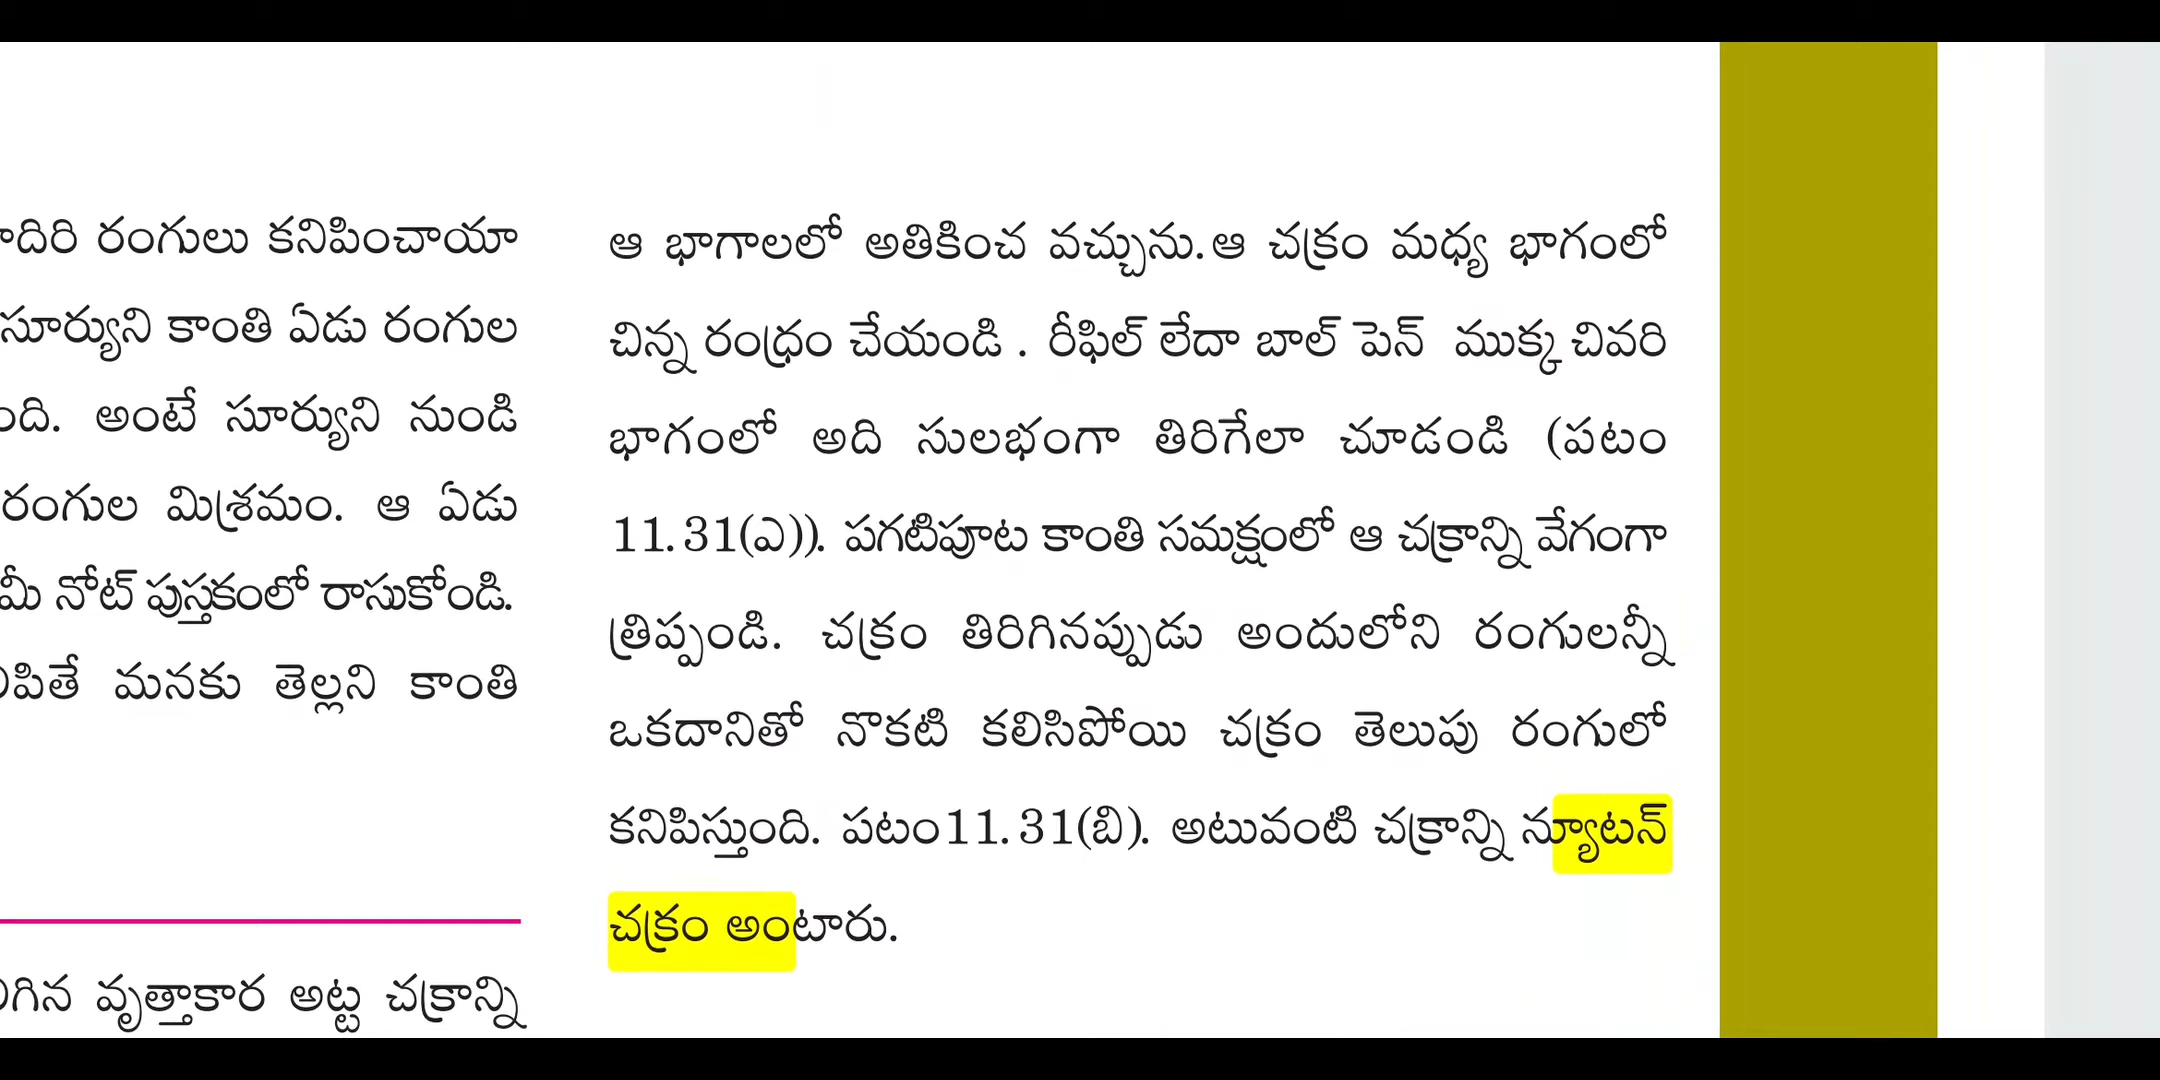 రంగులు కనిపించాయా
సూర్యుని కాంతి ఏడు రంగుల
అంటే సూర్యుని నుండి
రంగుల మిశ్రమం. ఆ ఏడు
మీ నోట్ పుస్తకంలో రాసుకోండి.
మనకు తెల్లని కాంతి
వృత్తాకార అట్ట చక్రాన్ని
ఆ భాగాలలో అతికించ వచ్చును. ఆ చక్రం మధ్య భాగంలో
చిన్న రంధ్రం చేయండి . రీఫిల్ లేదా బాల్ పెన్ ముక్క చివరి
భాగంలో అది సులభంగా తిరిగేలా చూడండి (పటం
11.31(ఎ)). పగటిపూట కాంతి సమక్షంలో ఆ చక్రాన్ని వేగంగా
త్రిప్పండి. చక్రం తిరిగినప్పుడు అందులోని రంగులన్నీ
ఒకదానితో నొకటి కలిసిపోయి చక్రం తెలుపు రంగులో
కనిపిస్తుంది. పటం11.31(బి). అటువంటి చక్రాన్ని న్యూటన్
చక్రం అంటారు.